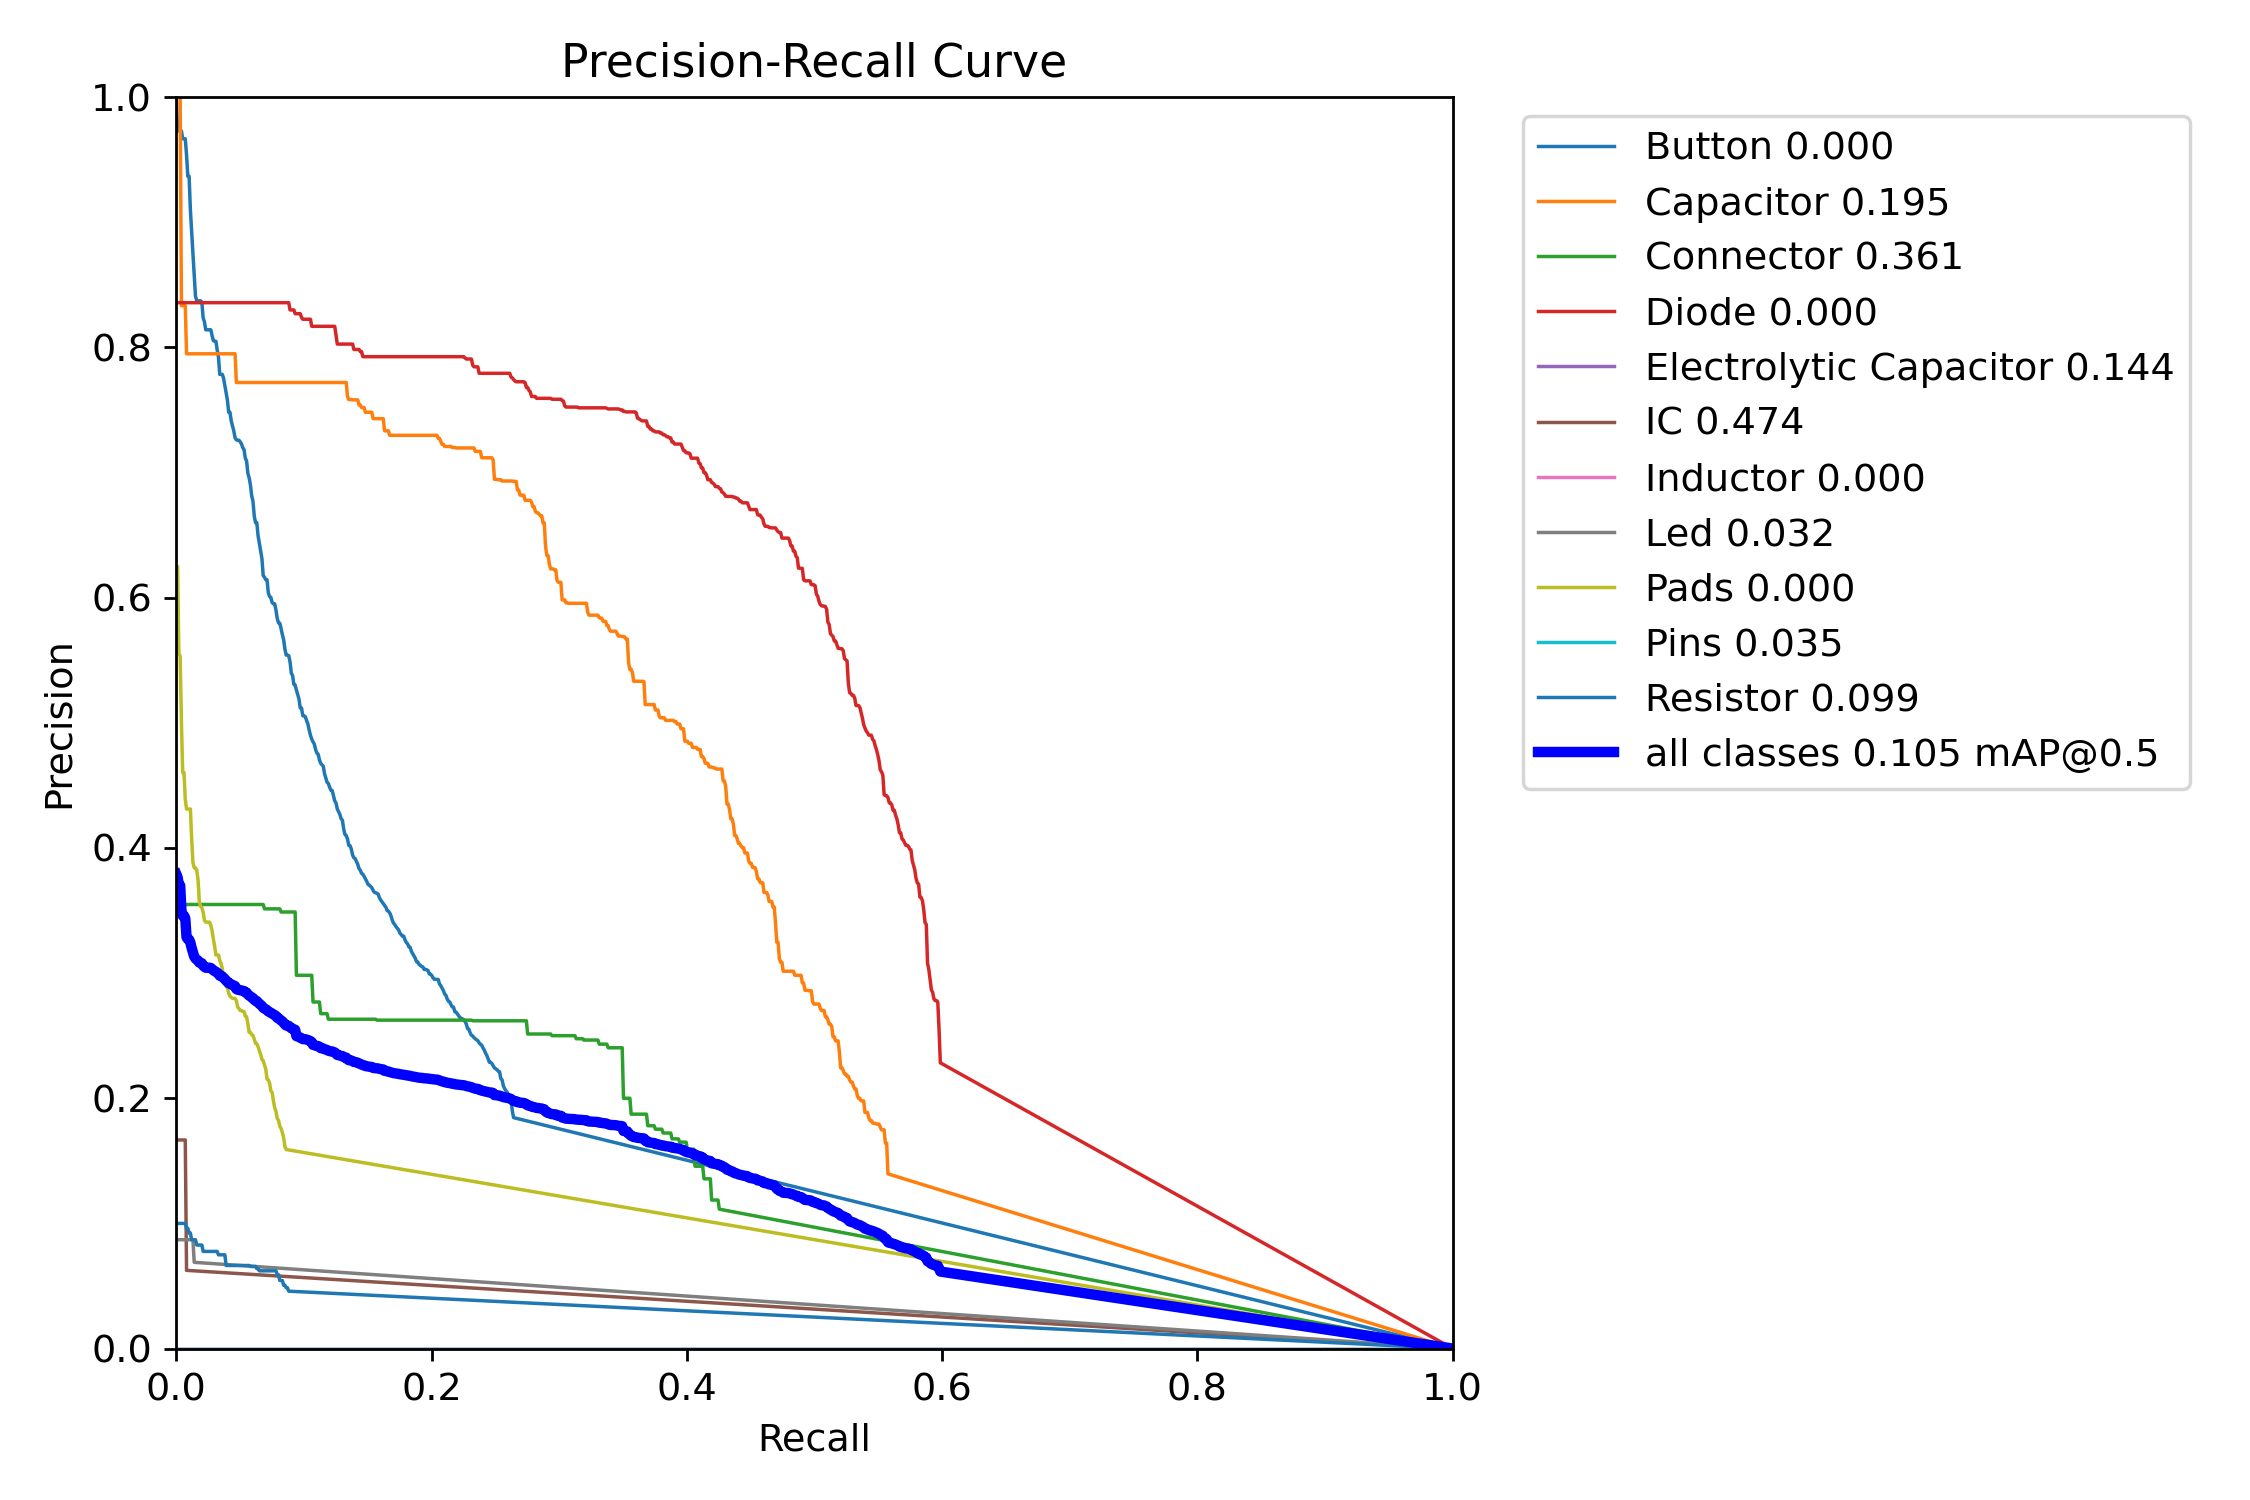 Precision-Recall Curve
1.0
0.8
0.6
0.4
0.2
0.0
Precision
0.0 0.2 0.4 0.6 0.8 1.0
Recall
Button 0.000
Capacitor 0.195
Connector 0.361
Diode 0.000
Electrolytic Capacitor 0.144
IC 0.474
Inductor 0.000
Led 0.032
Pads 0.000
Pins 0.035
Resistor 0.099
all classes 0.105 mAP@0.5